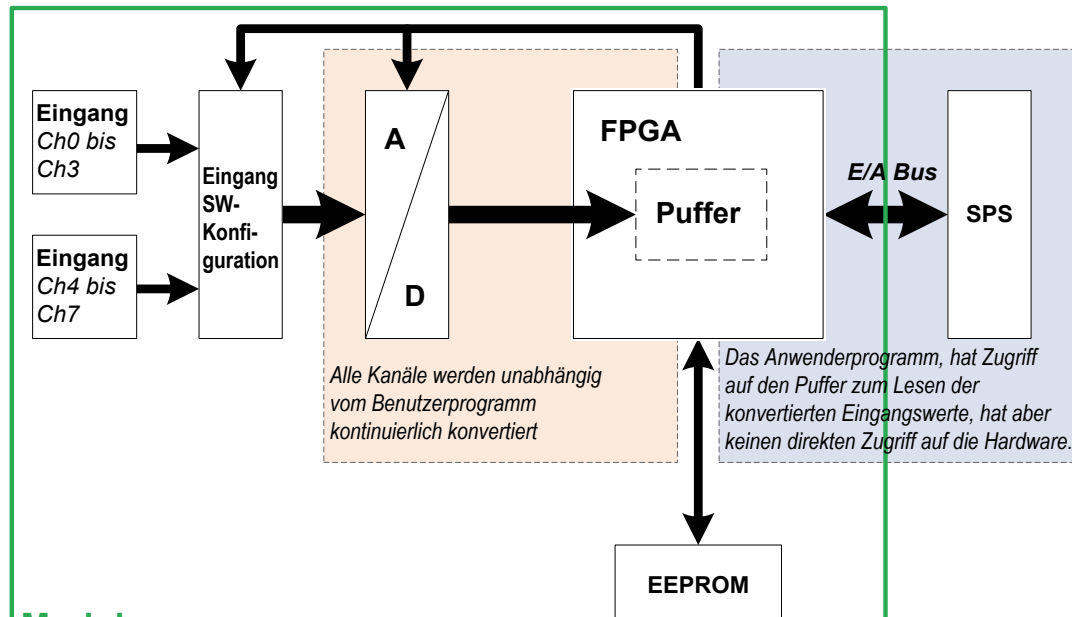 Eingang
Ch0 bis
Ch3
Eingang
Ch4 bis
Ch7
Eingang
SW-
Konfi-
guration
A
D
FPGA
Puffer
E/A Bus
SPS
Alle Kanäle werden unabhängig
vom Benutzerprogramm
kontinuierlich konvertiert
Das Anwenderprogramm, hat Zugriff
auf den Puffer zum Lesen der
konvertierten Eingangswerte, hat aber
keinen direkten Zugriff auf die Hardware.
EEPROM